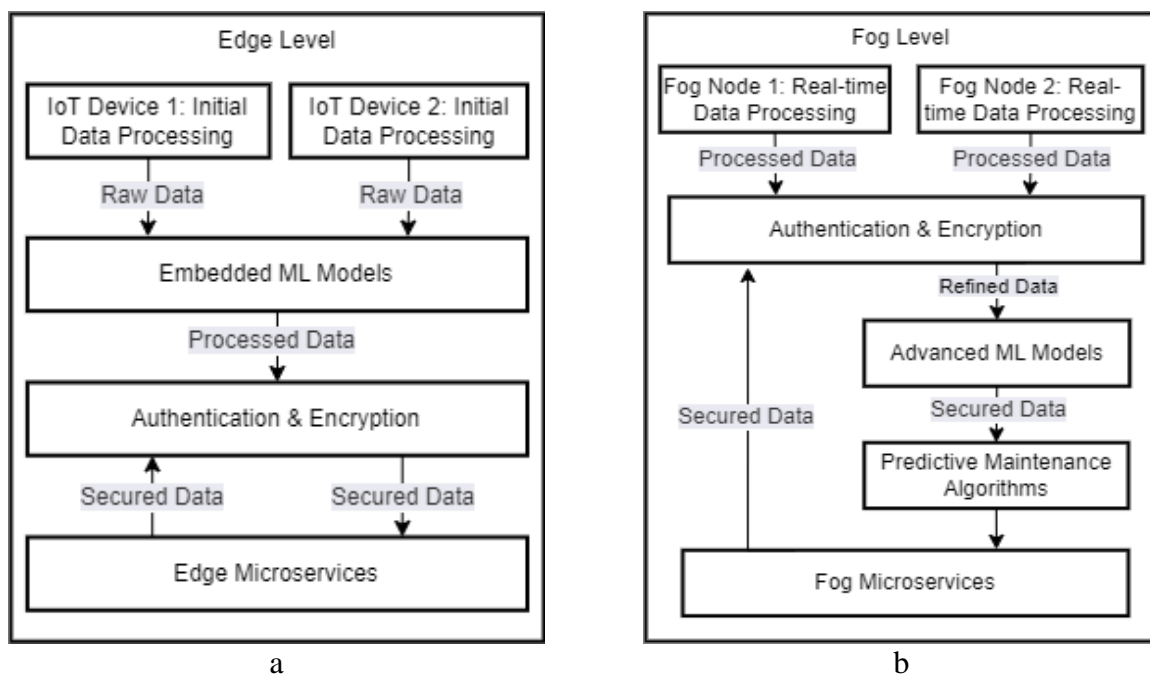 Edge Level
IoT Device 1: Initial
Data Processing
IoT Device 2: Initial
Data Processing
Raw Data
Raw Data
Embedded ML Models
Processed Data
Authentication & Encryption
Secured Data
Secured Data
Edge Microservices
a
Fog Level
Fog Node 1: Real-time
Data Processing
Fog Node 2: Real-
time Data Processing
Processed Data
Processed Data
Authentication & Encryption
Refined Data
Advanced ML Models
Secured Data
Secured Data
Predictive Maintenance
Algorithms
Fog Microservices
b